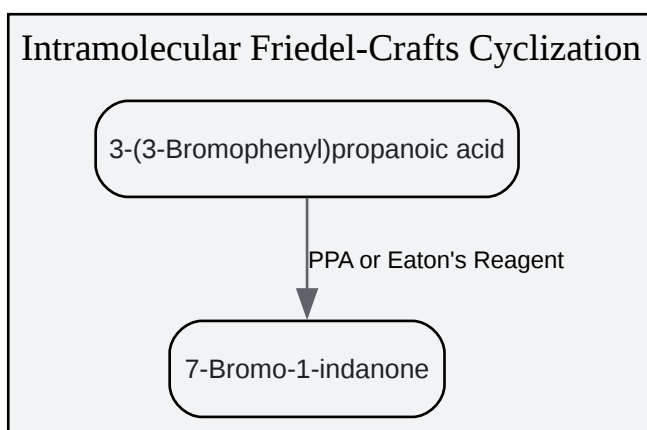 Intramolecular Friedel-Crafts Cyclization
3-(3-Bromophenyl)propanoic acid
PPA or Eaton's Reagent
7-Bromo-1-indanone